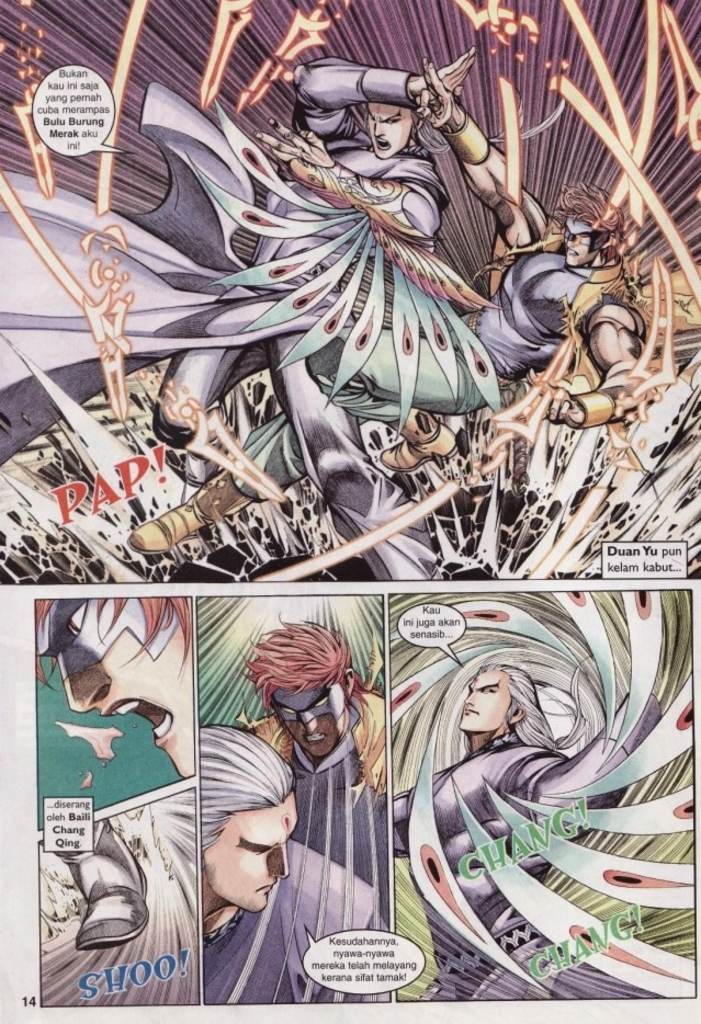 Bukan
kau ini saja
yang pernah
cuba merampas
Bulu Burung
Merak aku
ini!
PAP!
Duan Yu pun
kelam kabut...
...diserang
oleh Baili
Chang
Qing.
SHOO!
Kesudahannya,
nyawa-nyawa
mereka telah melayang
kerana sifat tamak!
Kau
ini juga akan
senasib...
CHANG!
CHANG!
14